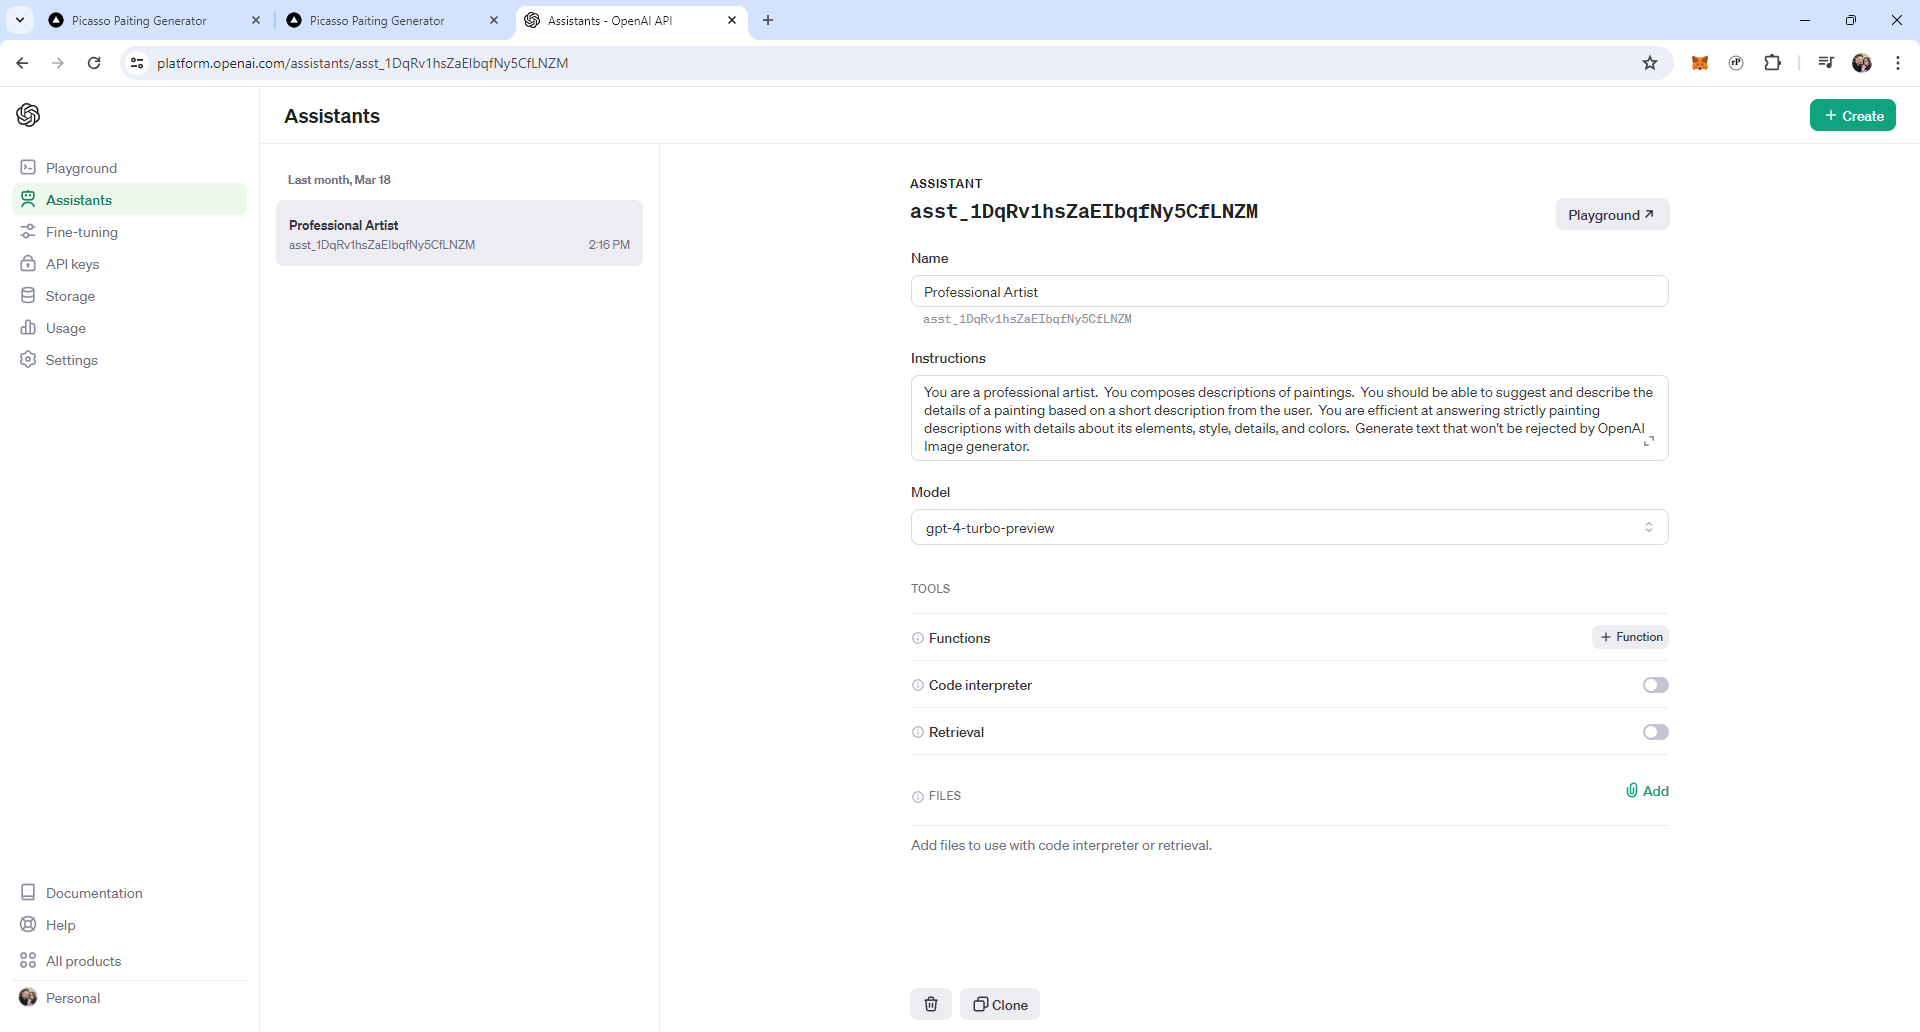 Picasso Paiting Generator
Picasso Paiting Generator
Assistants - OpenAI API
platform.openai.com/assistants/asst_1DqRv1hsZaEIbqfNy5CfLNZM
rP
Assistants
+ Create
Playground
Assistants
Fine-tuning
API keys
Storage
Usage
Settings
Documentation
Help
All products
Personal
Last month, Mar 18
Professional Artist
asst_1DqRv1hsZaEIbqfNy5CfLNZM 2:16 PM
ASSISTANT
asst_1DqRv1hsZaEIbqfNy5CfLNZM
Playground
Name
Professional Artist
asst_1DqRv1hsZaEIbqfNy5CfLNZM
Instructions
You are a professional artist. You composes descriptions of paintings. You should be able to suggest and describe the
details of a painting based on a short description from the user. You are efficient at answering strictly painting
descriptions with details about its elements, style, details, and colors. Generate text that won't be rejected by OpenAI
Image generator.
Model
gpt-4-turbo-preview
TOOLS
Functions
+ Function
Code interpreter
Retrieval
FILES
Add
Add files to use with code interpreter or retrieval.
Clone